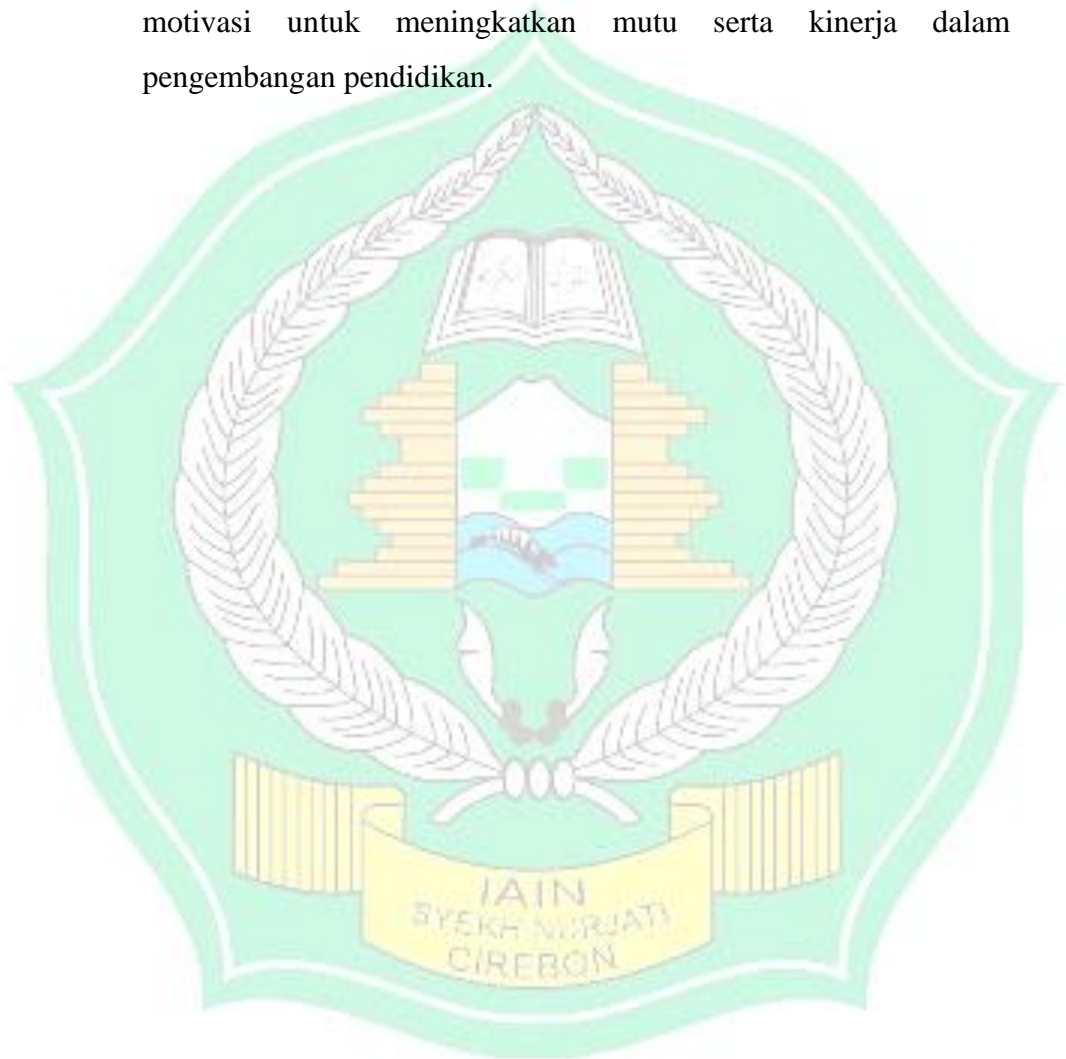 motivasi untuk meningkatkan mutu serta kinerja dalam
pengembangan pendidikan.
IAIN
SYEKH NURJATI
CIREBON